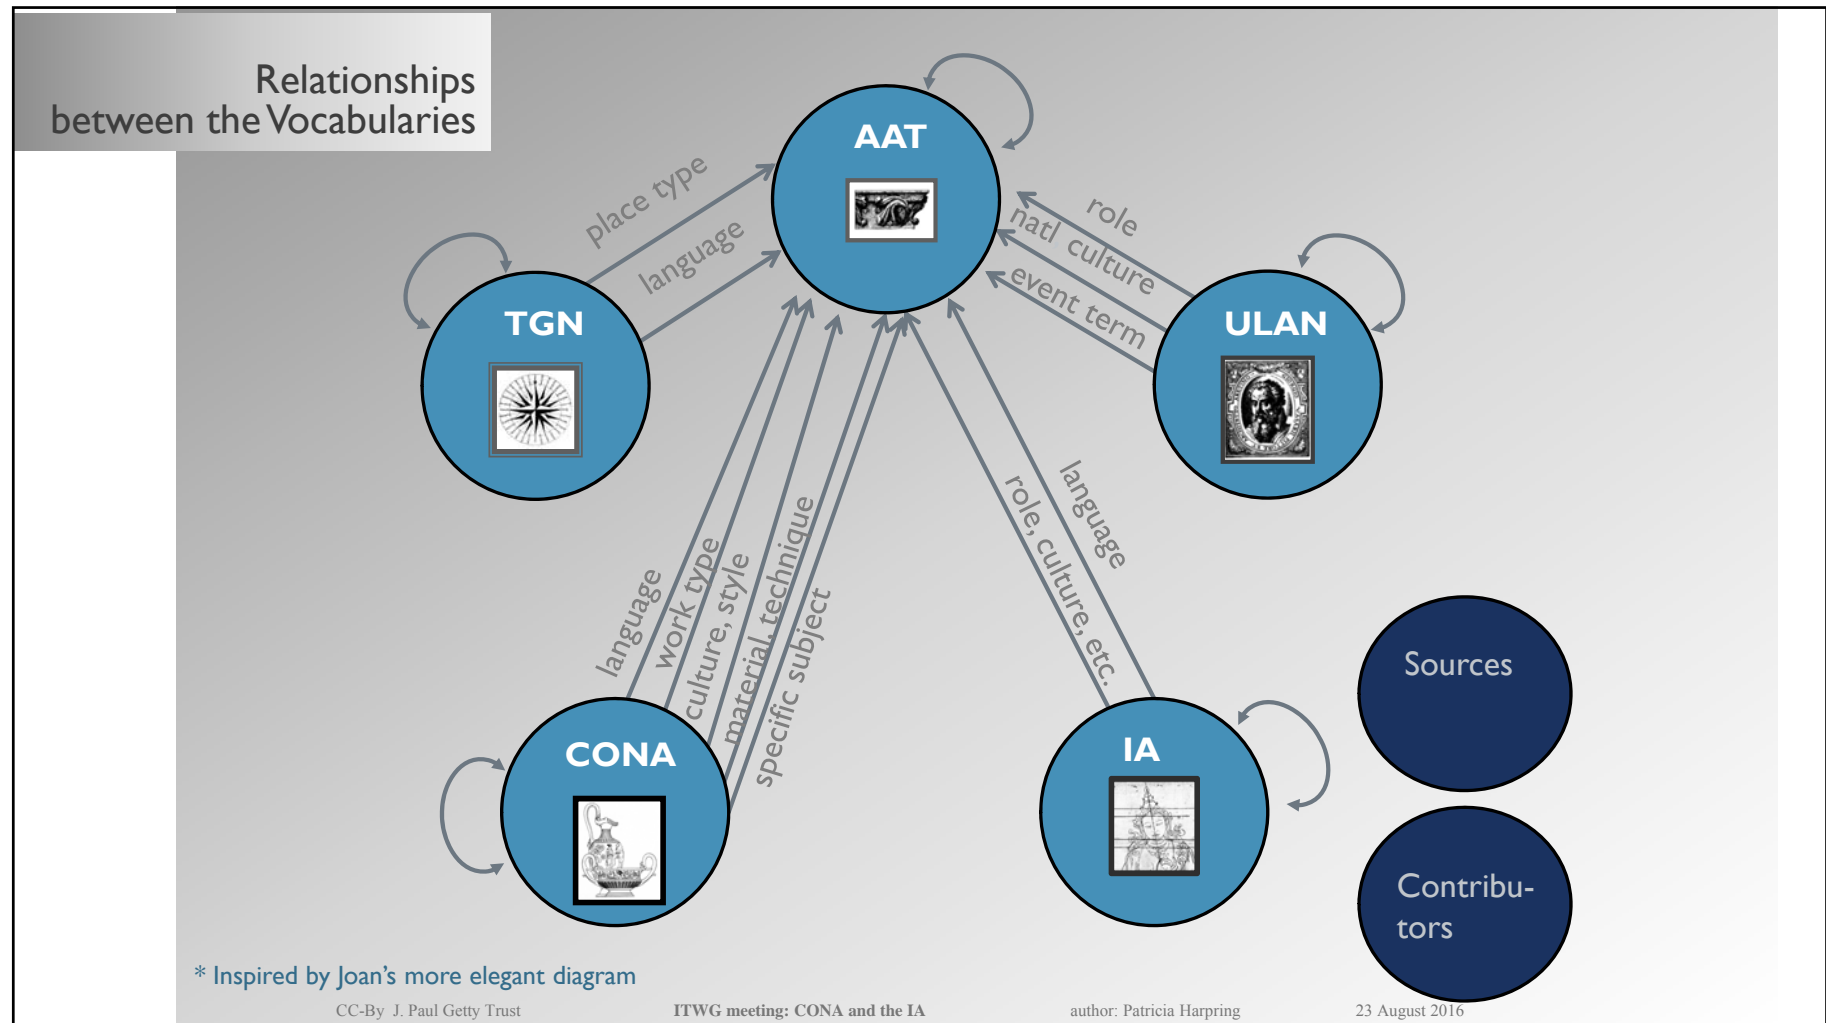 Relationships
between the Vocabularies
AAT
place type
language
role
natl culture
event term
TGN
ULAN
language
work type
culture, style
material, technique
specific subject
language
role, culture, etc.
CONA
IA
Sources
Contribu-
tors
* Inspired by Joan's more elegant diagram
CC-By J. Paul Getty Trust ITWG meeting: CONA and the IA author: Patricia Harpring 23 August 2016